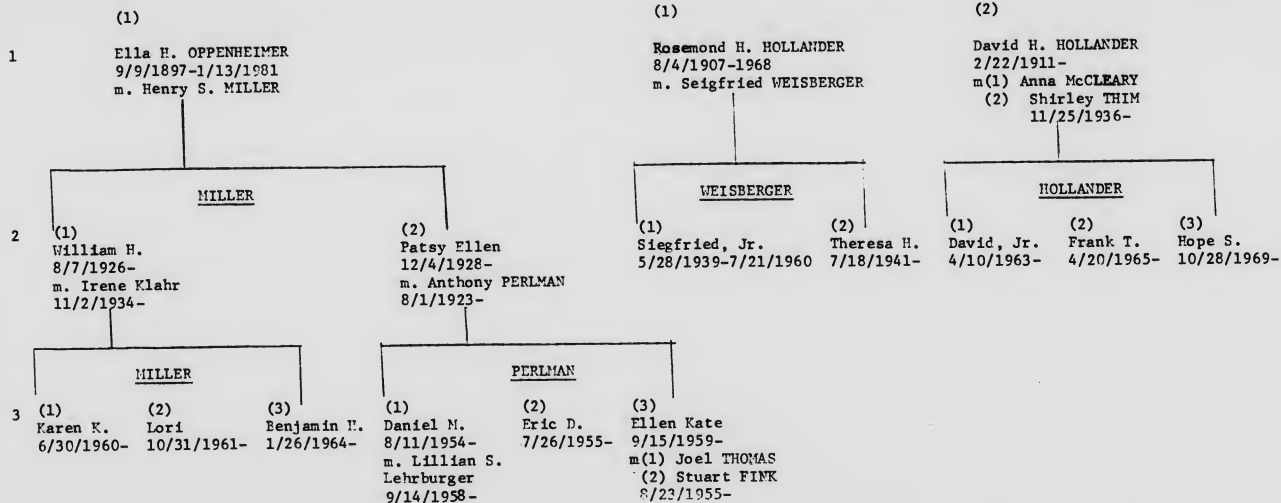 (1)
(1)
(2)
1
Ella H. OPPENHEIMER
9/9/1897-1/13/1981
m. Henry S. MILLER
Rosemond H. HOLLANDER
8/4/1907-1968
m. Seigfried WEISBERGER
David H. HOLLANDER
2/22/1911-
m(1) Anna McCLEARY
(2) Shirley THIM
11/25/1936-
MILLER
WEISBERGER
HOLLANDER
2
(1)
William H.
8/7/1926-
m. Irene Klahr
11/2/1934-
(2)
Patsy Ellen
12/4/1928-
m. Anthony PERLMAN
8/1/1923-
(1)
Siegfried, Jr.
5/28/1939-7/21/1960
(2)
Theresa H.
7/18/1941-
(1)
David, Jr.
4/10/1963-
(2)
Frank T.
4/20/1965-
(3)
Hope S.
10/28/1969-
MILLER
PERLMAN
3
(1)
Karen K.
6/30/1960-
(2)
Lori
10/31/1961-
(3)
Benjamin H.
1/26/1964-
(1)
Daniel M.
8/11/1954-
m. Lillian S.
Lehrburger
9/14/1958-
(2)
Eric D.
7/26/1955-
(3)
Ellen Kate
9/15/1959-
m(1) Joel THOMAS
(2) Stuart FINK
8/23/1955-